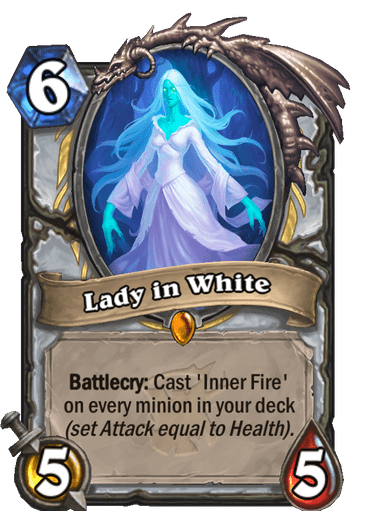 6
Lady in White
Battlecry: Cast 'Inner Fire'
on every minion in your deck
(set Attack equal to Health).
5
5